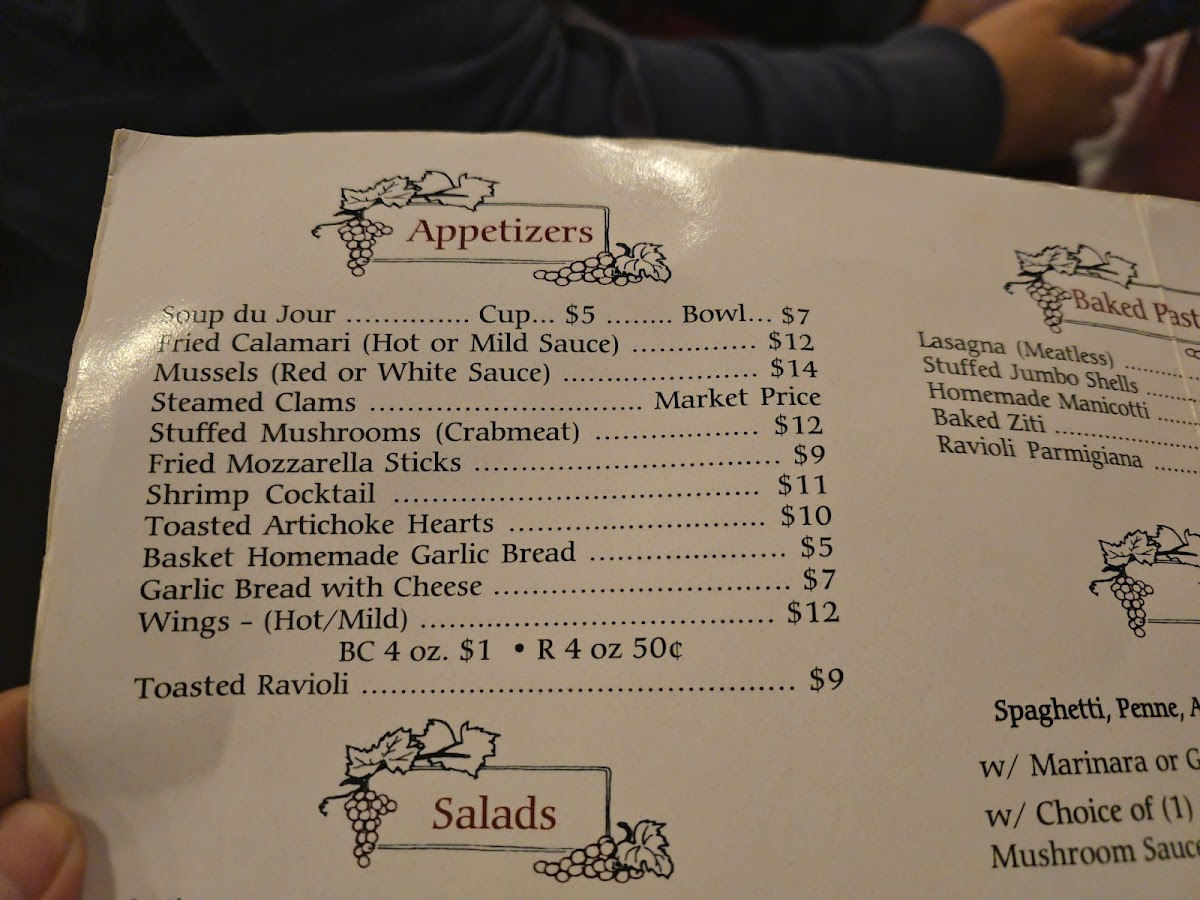 Appetizers
Soup du Jour .............. Cup... $5 ........ Bowl... $7
Fried Calamari (Hot or Mild Sauce) ............... $12
Mussels (Red or White Sauce) ....................... $14
Steamed Clams ................................ Market Price
Stuffed Mushrooms (Crabmeat) ................... $12
Fried Mozzarella Sticks .................................... $9
Shrimp Cocktail ........................................... $11
Toasted Artichoke Hearts .............................. $10
Basket Homemade Garlic Bread ....................... $5
Garlic Bread with Cheese ................................... $7
Wings – (Hot/Mild) .......................................... $12
BC 4 oz. $1 • R 4 oz 50¢
Toasted Ravioli ................................................... $9
Salads
Baked
Lasagna (Meatless) .........
Stuffed Jumbo Shells ......
Homemade Manicotti .....
Baked Ziti .................
Ravioli Parmigiana .....
Spaghetti, Penne,
w/ Marinara or
w/ Choice of (1)
Mushroom